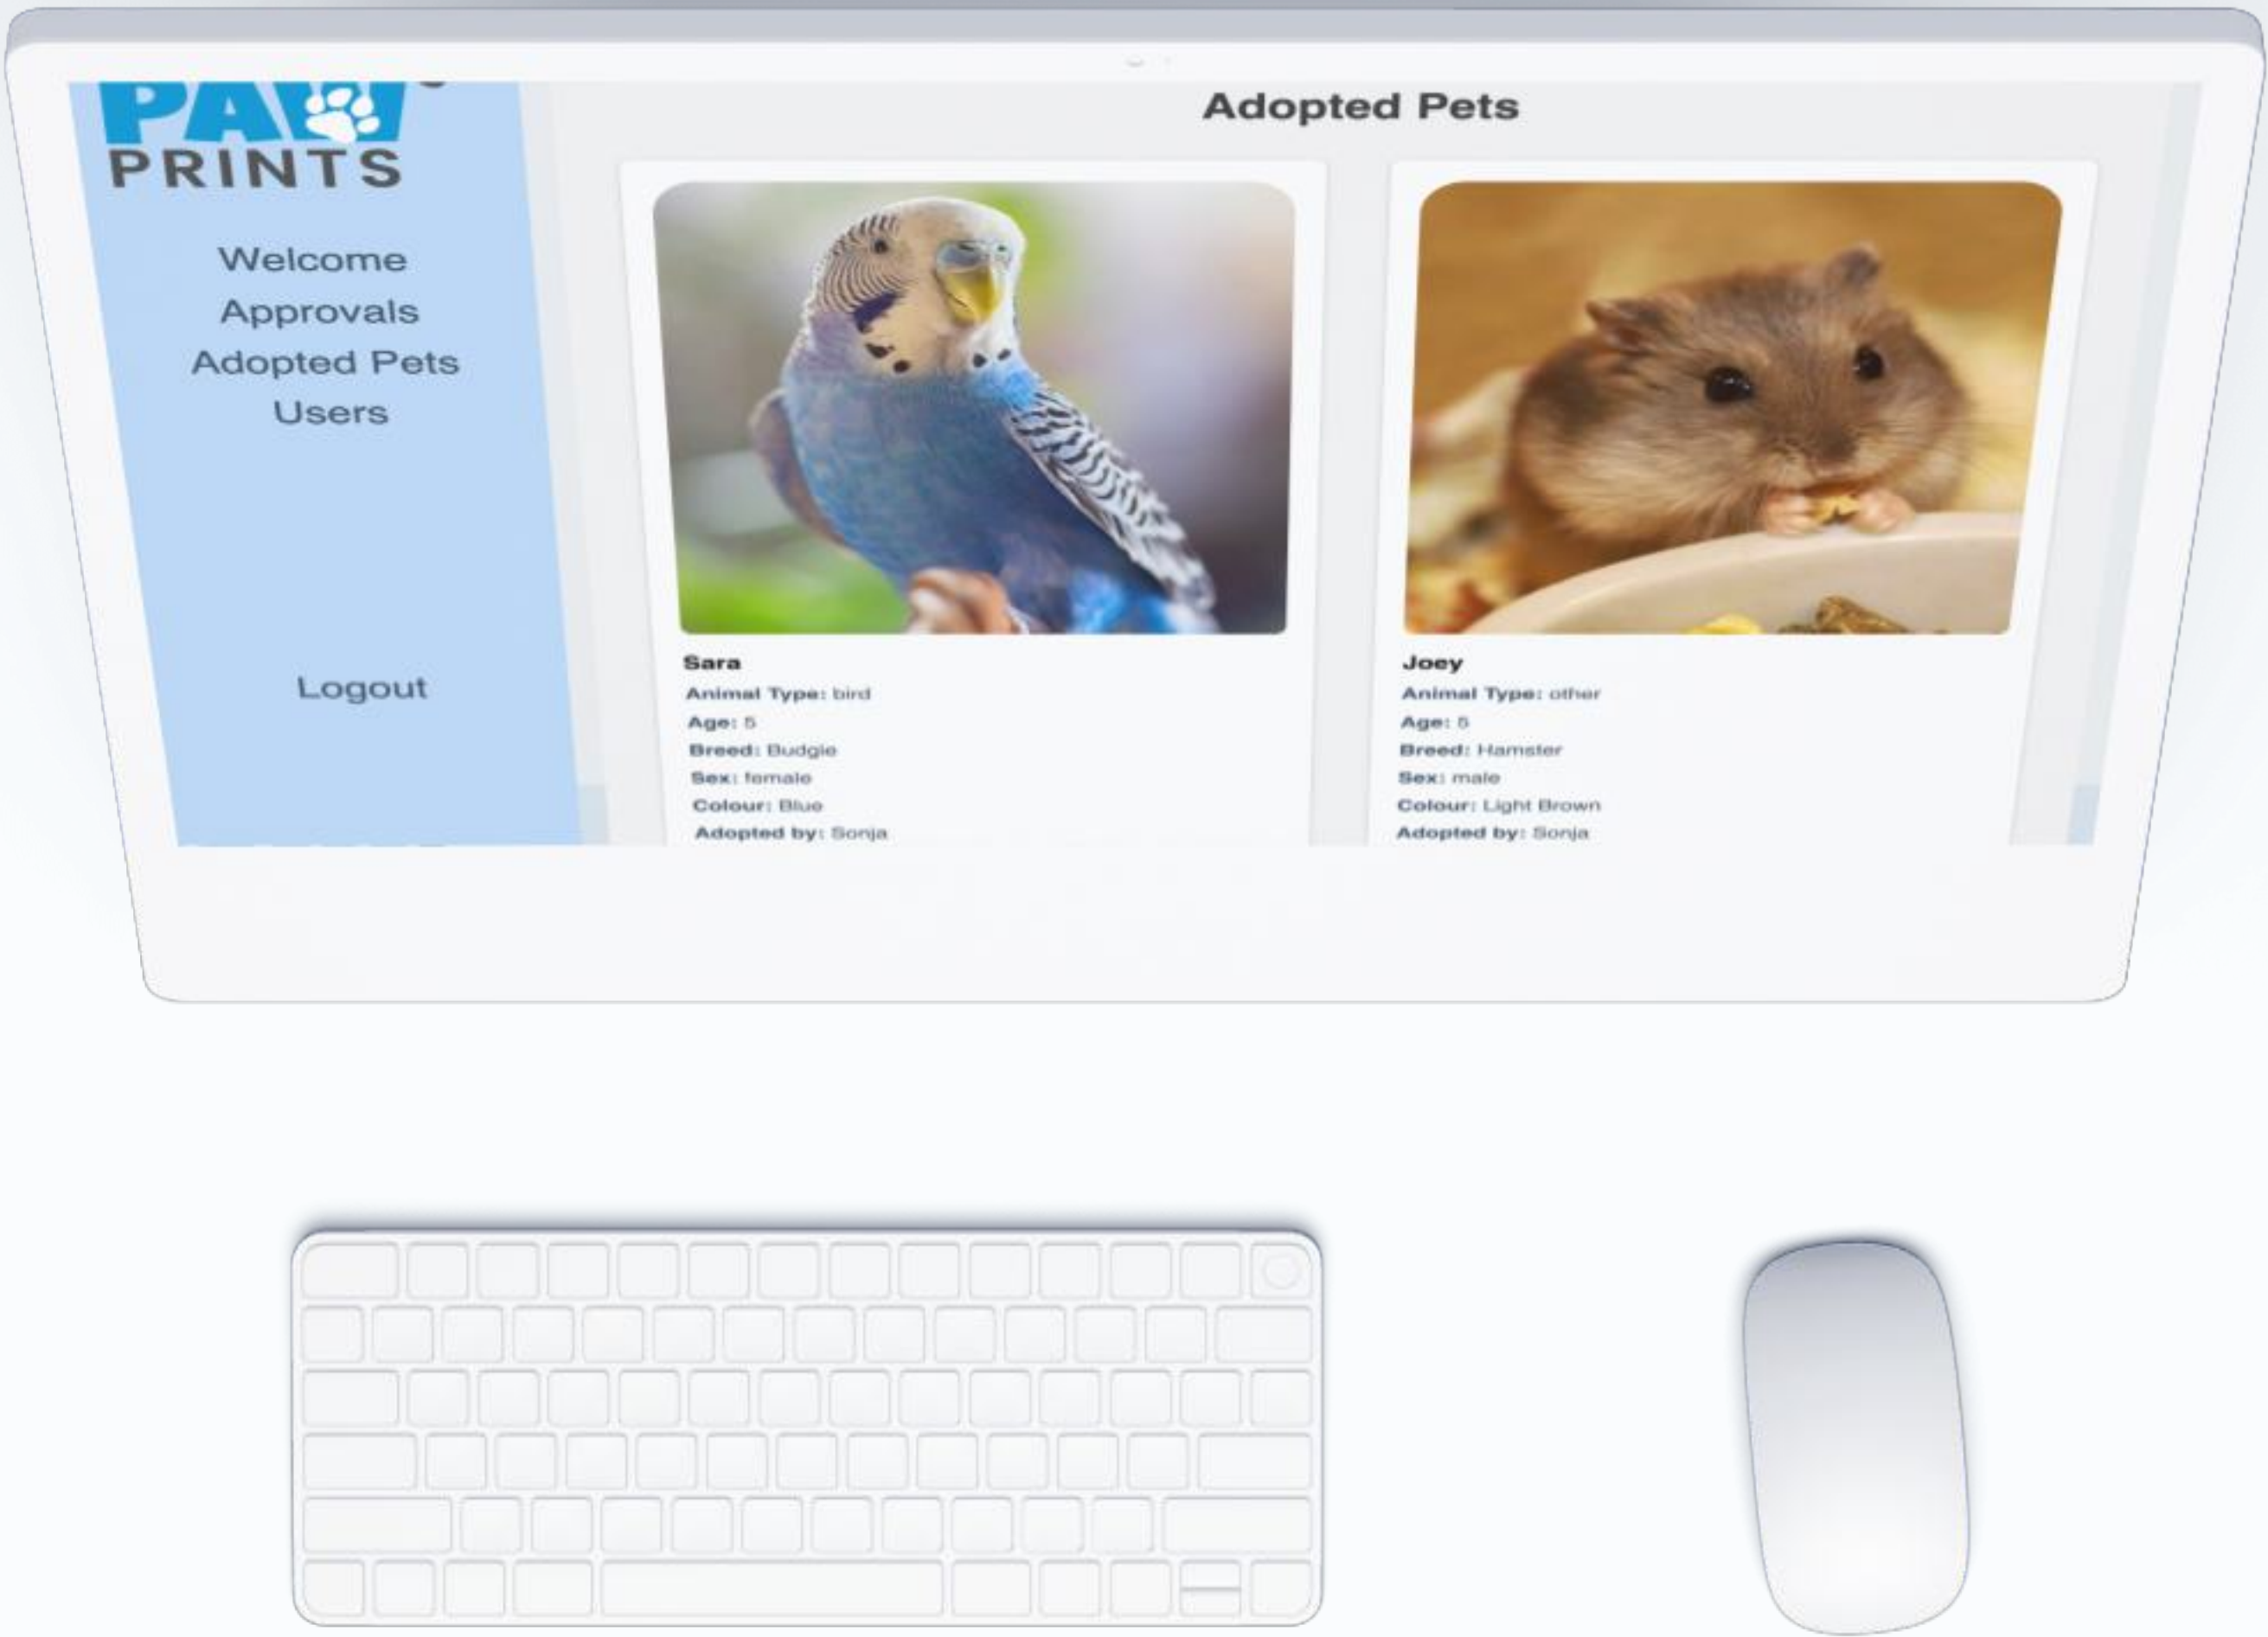 PAW
PRINTS
Welcome
Approvals
Adopted Pets
Users
Logout
Adopted Pets
Sara
Animal Type: bird
Age: 5
Breed: Budgie
Sex: female
Colour: Blue
Adopted by: Sonja
Joey
Animal Type: other
Age: 5
Breed: Hamster
Sex: male
Colour: Light Brown
Adopted by: Sonja